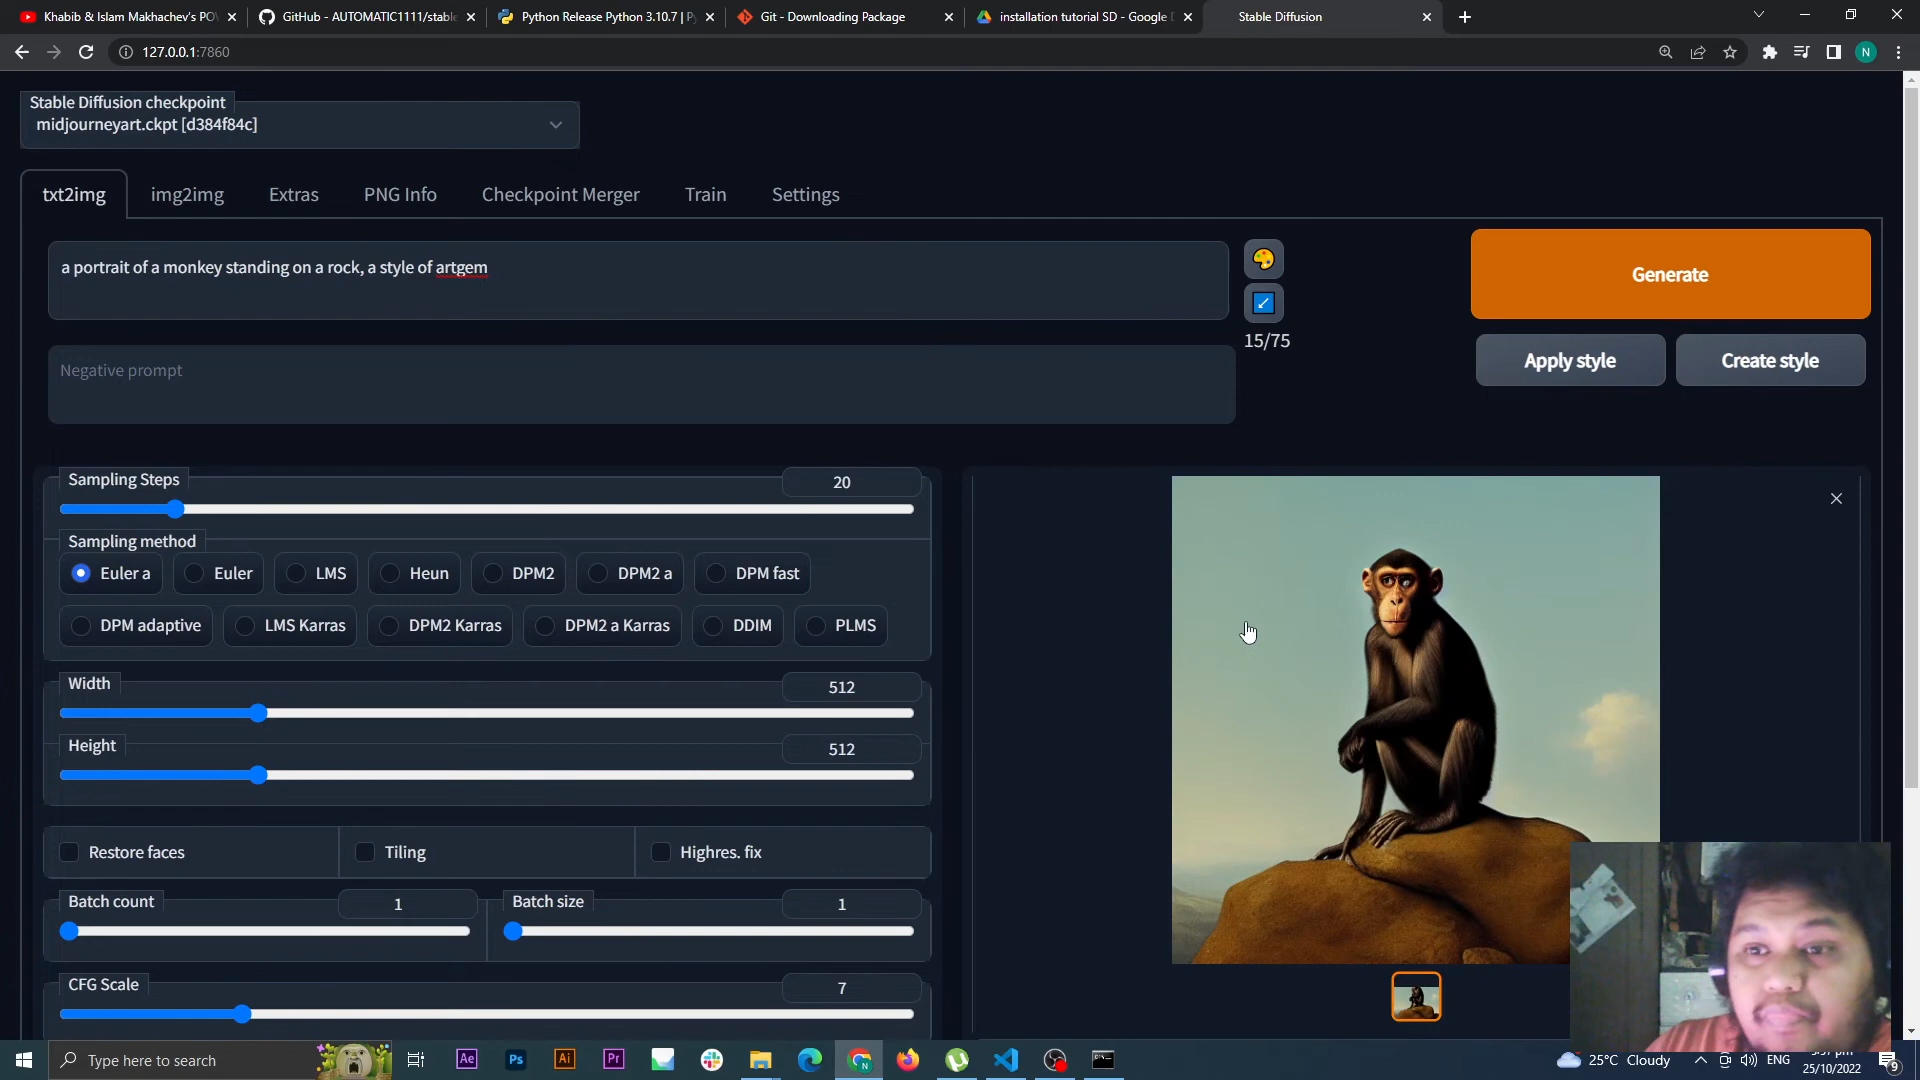 Khabib & Islam Makhachev's PO
GitHub - AUTOMATIC1111/stable
Python Release Python 3.10.7 | P
Git - Downloading Package
installation tutorial SD - Google
Stable Diffusion
127.0.0.1:7860
N
Stable Diffusion checkpoint
midjourneyart.ckpt [d384f84c]
txt2img
img2img
Extras
PNG Info
Checkpoint Merger
Train
Settings
a portrait of a monkey standing on a rock, a style of artgem
Generate
15/75
Negative prompt
Apply style
Create style
Sampling Steps
20
Sampling method
Euler a
Euler
LMS
Heun
DPM2
DPM2 a
DPM fast
DPM adaptive
LMS Karras
DPM2 Karras
DPM2 a Karras
DDIM
PLMS
Width
512
Height
512
Restore faces
Tiling
Highres. fix
Batch count
1
Batch size
1
CFG Scale
7
Type here to search
Ae
Ps
Ai
Pr
25°C Cloudy
ENG
25/10/2022
9